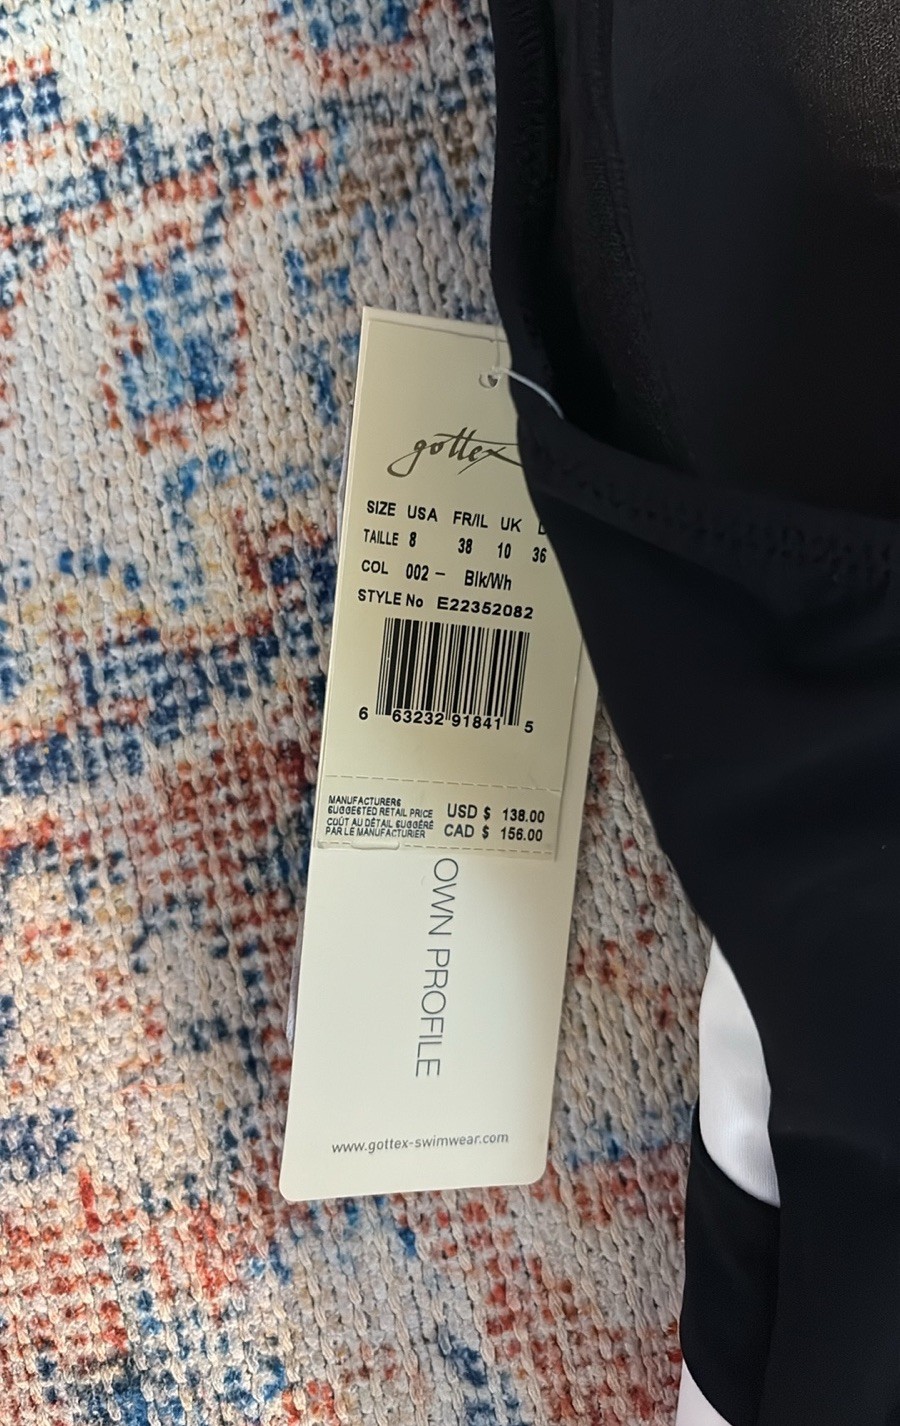 gottex
SIZE USA FR/IL UK
TAILLE 8 38 10 36
COL 002 - Blk/Wh
STYLE No E22352082
6 63232 91841 5
MANUFACTURERS
SUGGESTED RETAIL PRICE
COÛT AU DÉTAIL SUGGÉRÉ
PAR LE MANUFACTURIER
USD $ 138.00
CAD $ 156.00
OWN PROFILE
www.gottex-swimwear.com